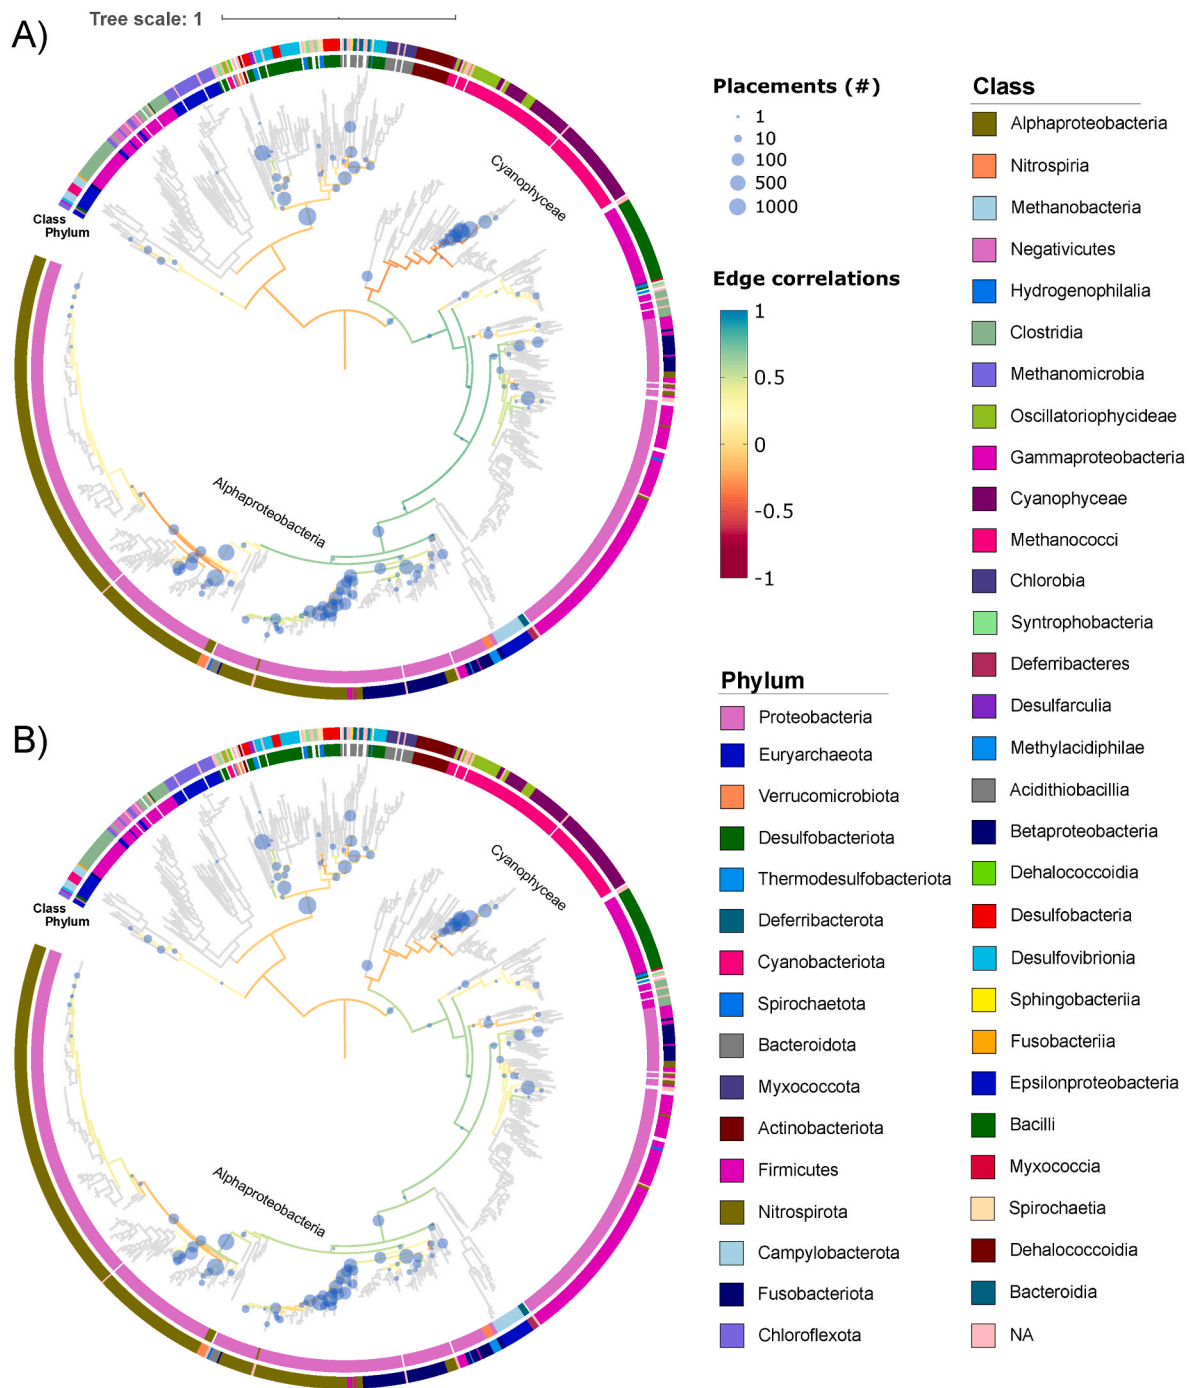 Tree scale: 1
A)
Cyanophyceae
Class
Phylum
Alphaproteobacteria
B)
Cyanophyceae
Class
Phylum
Alphaproteobacteria
Placements (#)
1
10
100
500
1000
Edge correlations
1
0.5
0
-0.5
-1
Phylum
Proteobacteria
Euryarchaeota
Verrucomicrobiota
Desulfobacteriota
Thermodesulfobacteriota
Deferribacterota
Cyanobacteriota
Spirochaetota
Bacteroidota
Myxococcota
Actinobacteriota
Firmicutes
Nitrospirota
Campylobacterota
Fusobacteriota
Chloroflexota
Class
Alphaproteobacteria
Nitrospiria
Methanobacteria
Negativicutes
Hydrogenophilalia
Clostridia
Methanomicrobia
Oscillatoriophycideae
Gammaproteobacteria
Cyanophyceae
Methanococci
Chlorobia
Syntrophobacteria
Deferribacteres
Desulfarculia
Methylacidiphilae
Acidithiobacillia
Betaproteobacteria
Dehalococcoidia
Desulfobacteria
Desulfovibrionia
Sphingobacteriia
Fusobacteriia
Epsilonproteobacteria
Bacilli
Myxococcia
Spirochaetia
Dehalococcoidia
Bacteroidia
NA